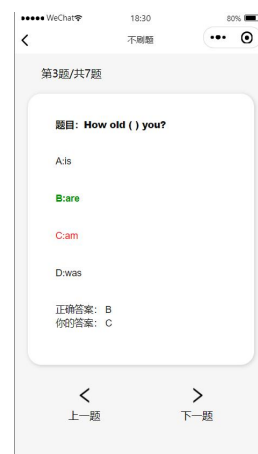 WeChat 18:30 80%
不刷题
第3题/共7题
题目：How old ( ) you?
A:is
B:are
C:am
D:was
正确答案： B
你的答案： C
上一题 下一题